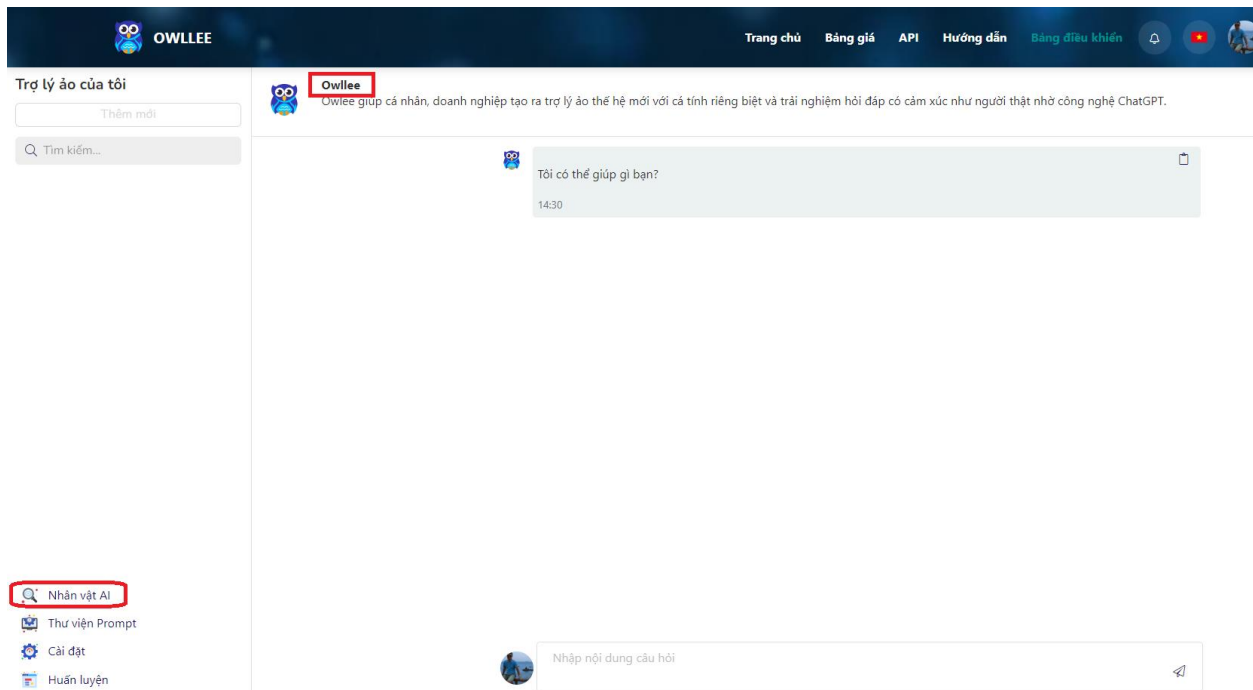 OWLLEE
Trang chủ
Bảng giá
API
Hướng dẫn
Bảng điều khiển
Trợ lý ảo của tôi
Thêm mới
Tìm kiếm...
Owllee
Owlee giúp cá nhân, doanh nghiệp tạo ra trợ lý ảo thế hệ mới với cá tính riêng biệt và trải nghiệm hỏi đáp có cảm xúc như người thật nhờ công nghệ ChatGPT.
Tôi có thể giúp gì bạn?
14:30
Nhân vật AI
Thư viện Prompt
Cài đặt
Huấn luyện
Nhập nội dung câu hỏi